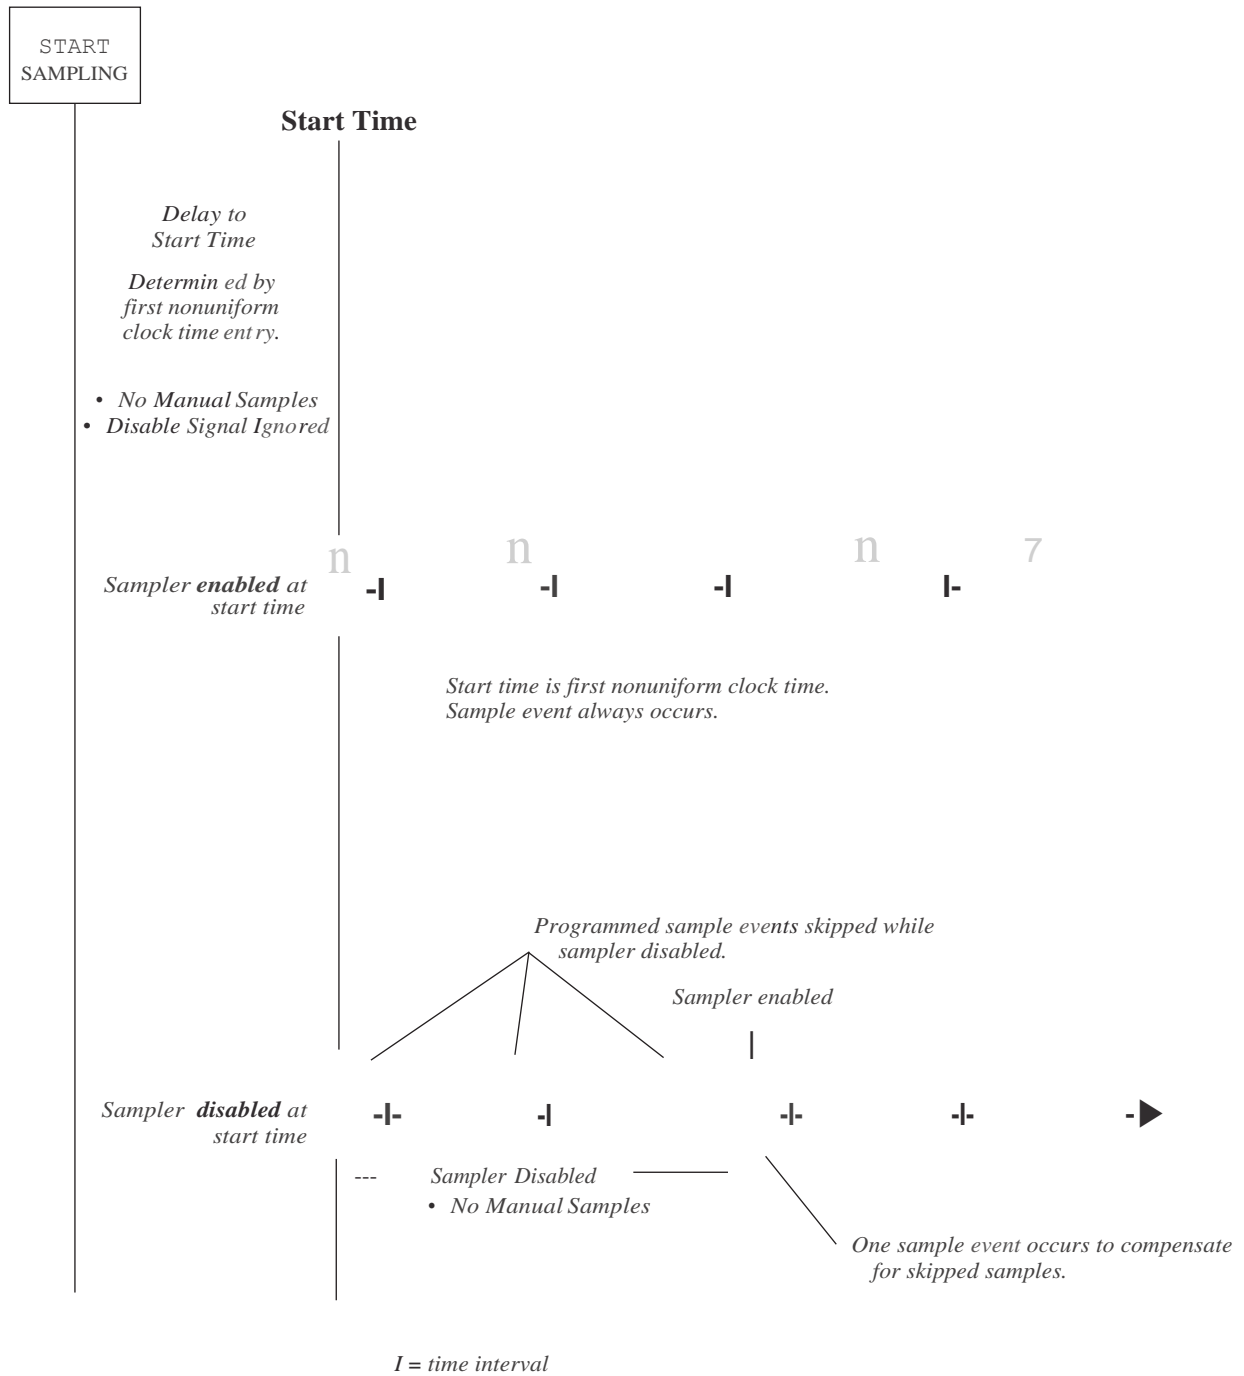 START
SAMPLING
Start Time
Delay to
Start Time
Determin ed by
first nonuniform
clock time ent ry.
• No Manual Samples
• Disable Signal Ignored
n n n 7
Sampler enabled at
start time
-I -I -I I-
Start time is first nonuniform clock time.
Sample event always occurs.
Programmed sample events skipped while
sampler disabled.
Sampler enabled
Sampler disabled at
start time
-I- -I -I- -I- -
--- Sampler Disabled
• No Manual Samples
One sample event occurs to compensate
for skipped samples.
I = time interval